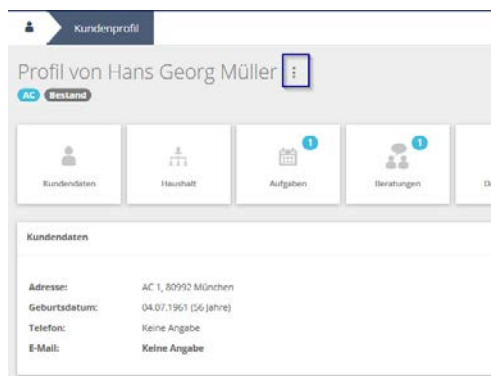 Kundenprofil
Profil von Hans Georg Müller
AC Bestand
1 1
Kundendaten Haushalt Aufgaben Beratungen
Kundendaten
Adresse: AC 1, 80992 München
Geburtsdatum: 04.07.1961 (56 Jahre)
Telefon: Keine Angabe
E-Mail: Keine Angabe